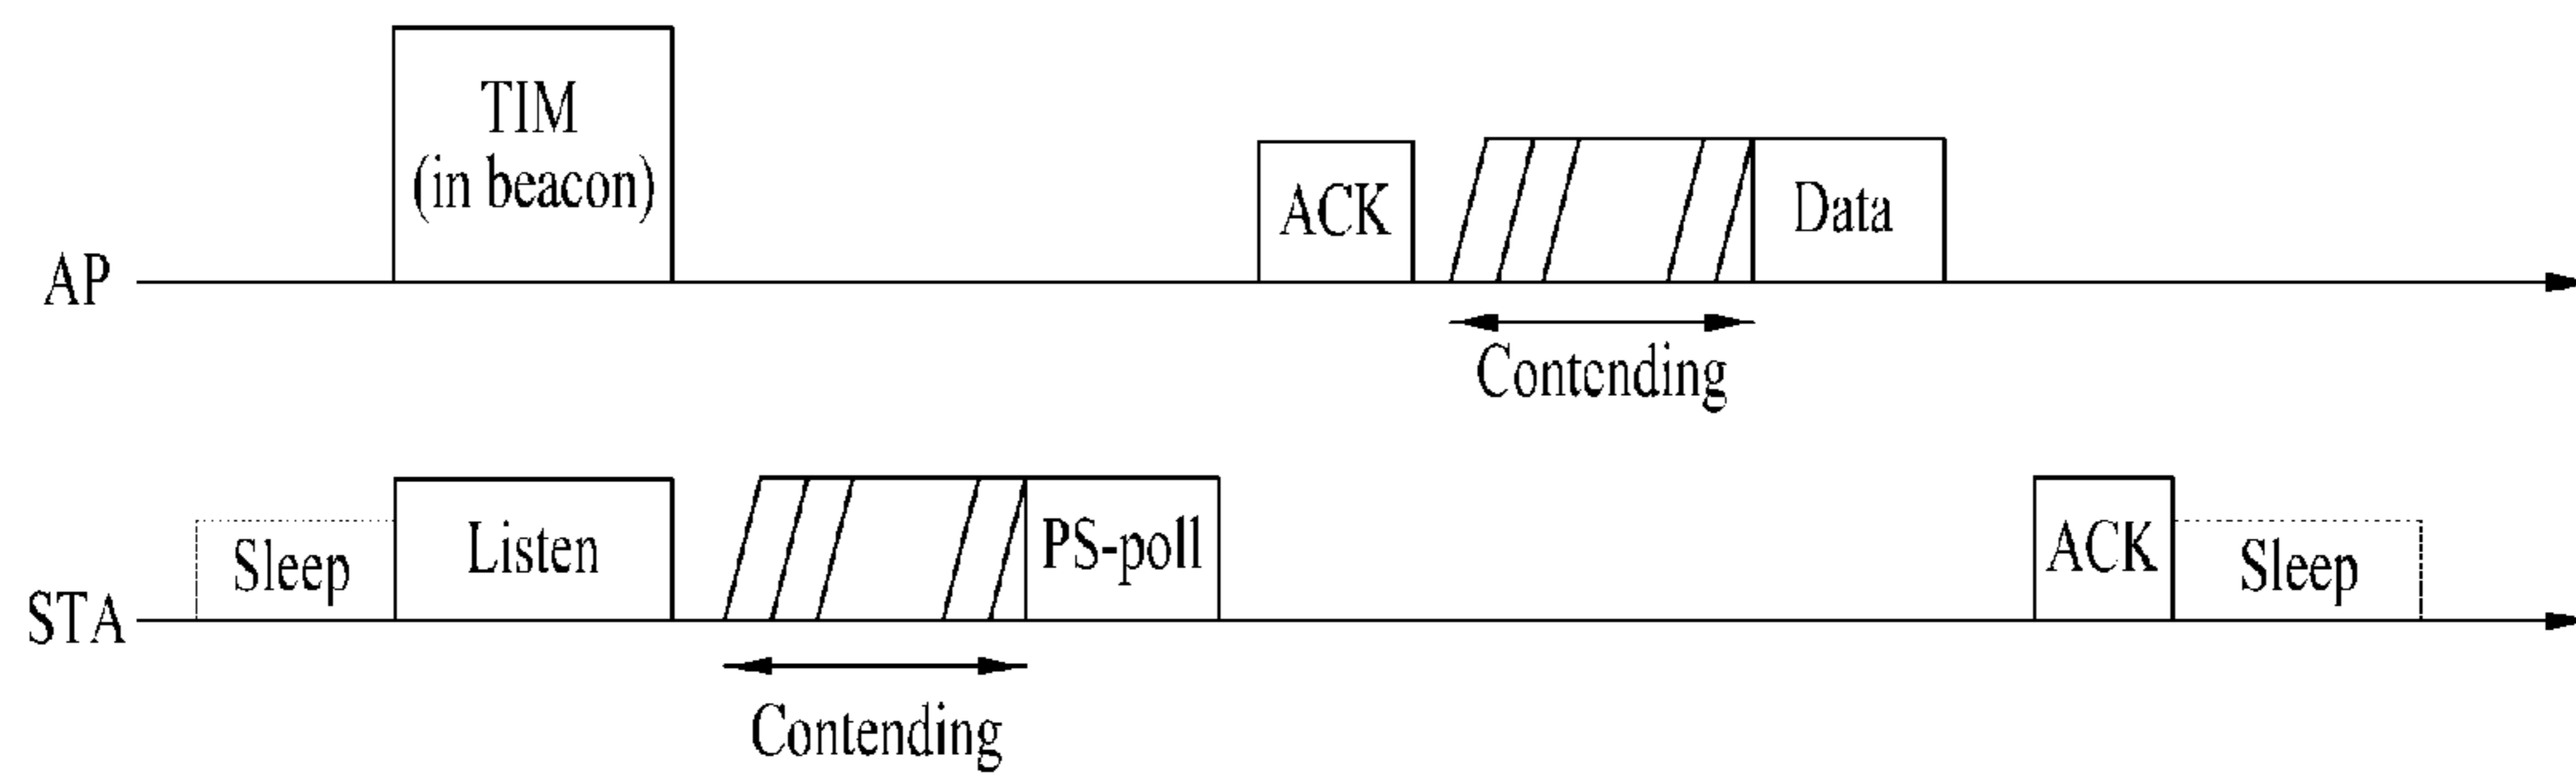 TIM
(in beacon)
ACK
Data
AP
Contending
Sleep
Listen
PS-poll
ACK
Sleep
STA
Contending